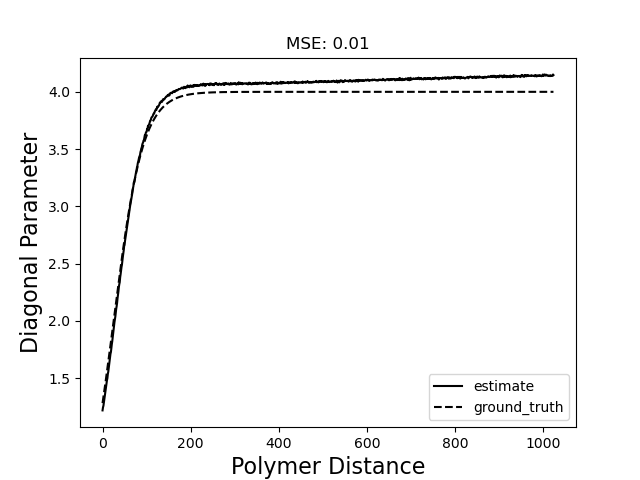 MSE: 0.01
Diagonal Parameter
4.0
3.5
3.0
2.5
2.0
1.5
estimate
ground_truth
0 200 400 600 800 1000
Polymer Distance